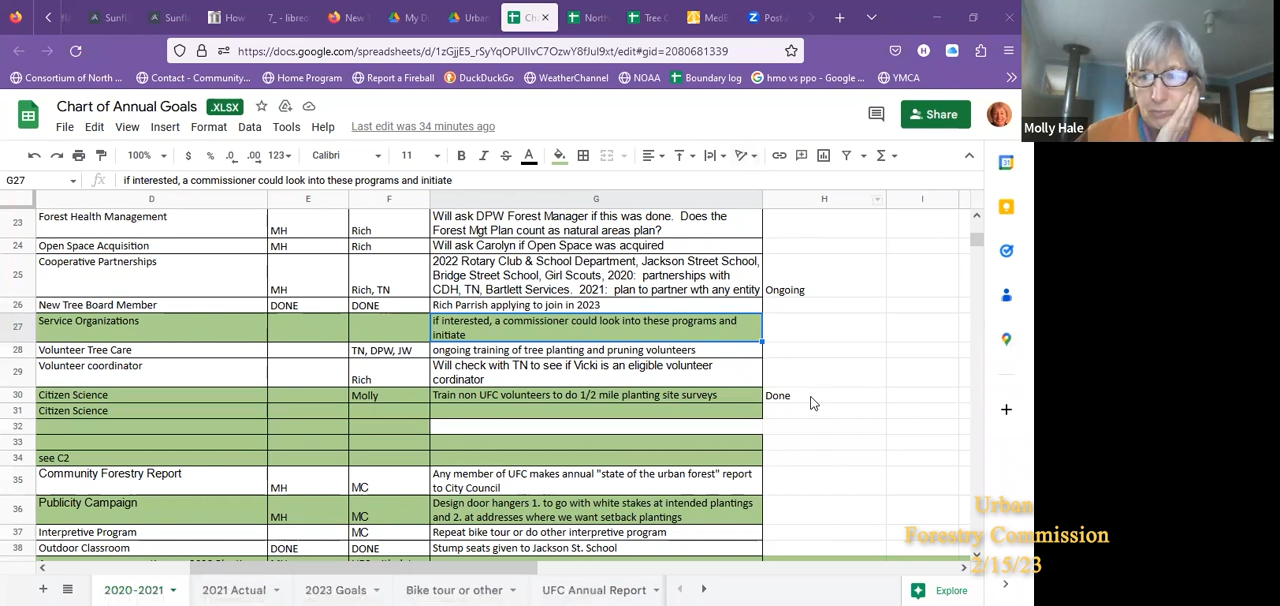 Sunfl
Sunfl
How
7_ - libreo
New T
My D
Urban
Ch
North
Tree C
MedB
Post A
https://docs.google.com/spreadsheets/d/1zGjjE5_rSyYqOPUIIvC7OzwY8fJul9xt/edit#gid=2080681339
Consortium of North ...
Contact - Community...
Home Program
Report a Fireball
DuckDuckGo
WeatherChannel
NOAA
Boundary log
hmo vs ppo - Google ...
YMCA
Chart of Annual Goals .XLSX
File Edit View Insert Format Data Tools Help Last edit was 34 minutes ago
Share
Molly Hale
100% $ % .0 .00 123 Calibri 11 B I S A
G27 fx if interested, a commissioner could look into these programs and initiate
D E F G H I
23 Forest Health Management MH Rich Will ask DPW Forest Manager if this was done. Does the
Forest Mgt Plan count as natural areas plan?
24 Open Space Acquisition MH Rich Will ask Carolyn if Open Space was acquired
25 Cooperative Partnerships MH Rich, TN 2022 Rotary Club & School Department, Jackson Street School,
Bridge Street School, Girl Scouts, 2020: partnerships with
CDH, TN, Bartlett Services. 2021: plan to partner wth any entity Ongoing
26 New Tree Board Member DONE DONE Rich Parrish applying to join in 2023
27 Service Organizations if interested, a commissioner could look into these programs and
initiate
28 Volunteer Tree Care TN, DPW, JW ongoing training of tree planting and pruning volunteers
29 Volunteer coordinator Rich Will check with TN to see if Vicki is an eligible volunteer
cordinator
30 Citizen Science Molly Train non UFC volunteers to do 1/2 mile planting site surveys Done
31 Citizen Science
32
33
34 see C2
35 Community Forestry Report MH MC Any member of UFC makes annual "state of the urban forest" report
to City Council
36 Publicity Campaign MH MC Design door hangers 1. to go with white stakes at intended plantings
and 2. at addresses where we want setback plantings
37 Interpretive Program MC Repeat bike tour or do other interpretive program
38 Outdoor Classroom DONE DONE Stump seats given to Jackson St. School
Urban
Forestry Commission
2/15/23
2020-2021 2021 Actual 2023 Goals Bike tour or other UFC Annual Report Explore